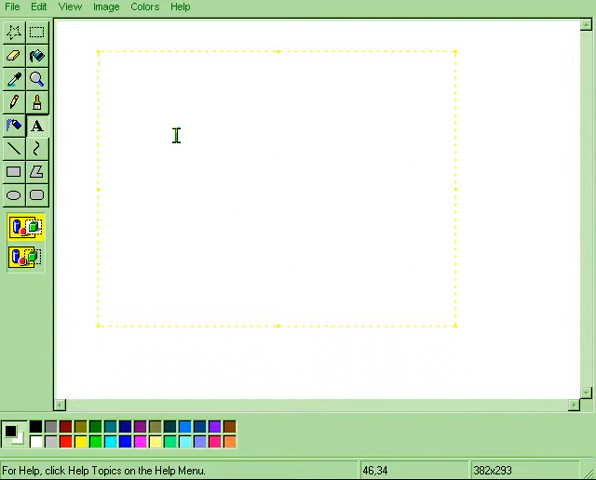 File Edit View Image Colors Help
A
For Help, click Help Topics on the Help Menu. 46,34 382x293